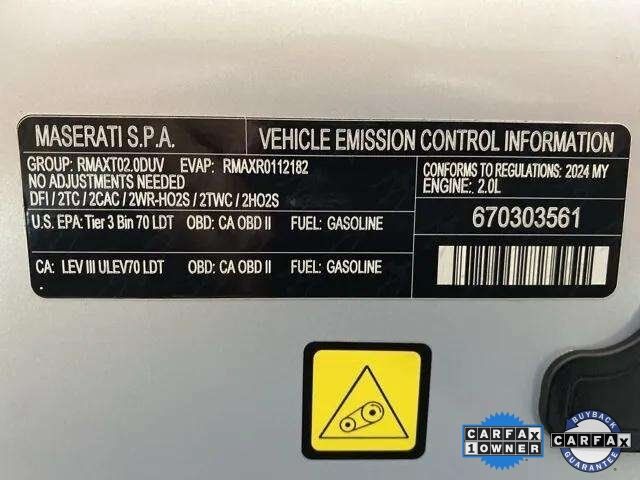 MASERATI S.P.A.
VEHICLE EMISSION CONTROL INFORMATION
GROUP: RMAXT02.0DUV EVAP: RMAXR0112182
NO ADJUSTMENTS NEEDED
DFI / 2TC / 2CAC / 2WR-HO2S / 2TWC / 2HO2S
CONFORMS TO REGULATIONS: 2024 MY
ENGINE: 2.0L
U.S. EPA: Tier 3 Bin 70 LDT OBD: CA OBD II FUEL: GASOLINE
670303561
CA: LEV III ULEV70 LDT OBD: CA OBD II FUEL: GASOLINE
.
CARFAX
1 OWNER
BUYBACK
CARFAX
GUARANTEE